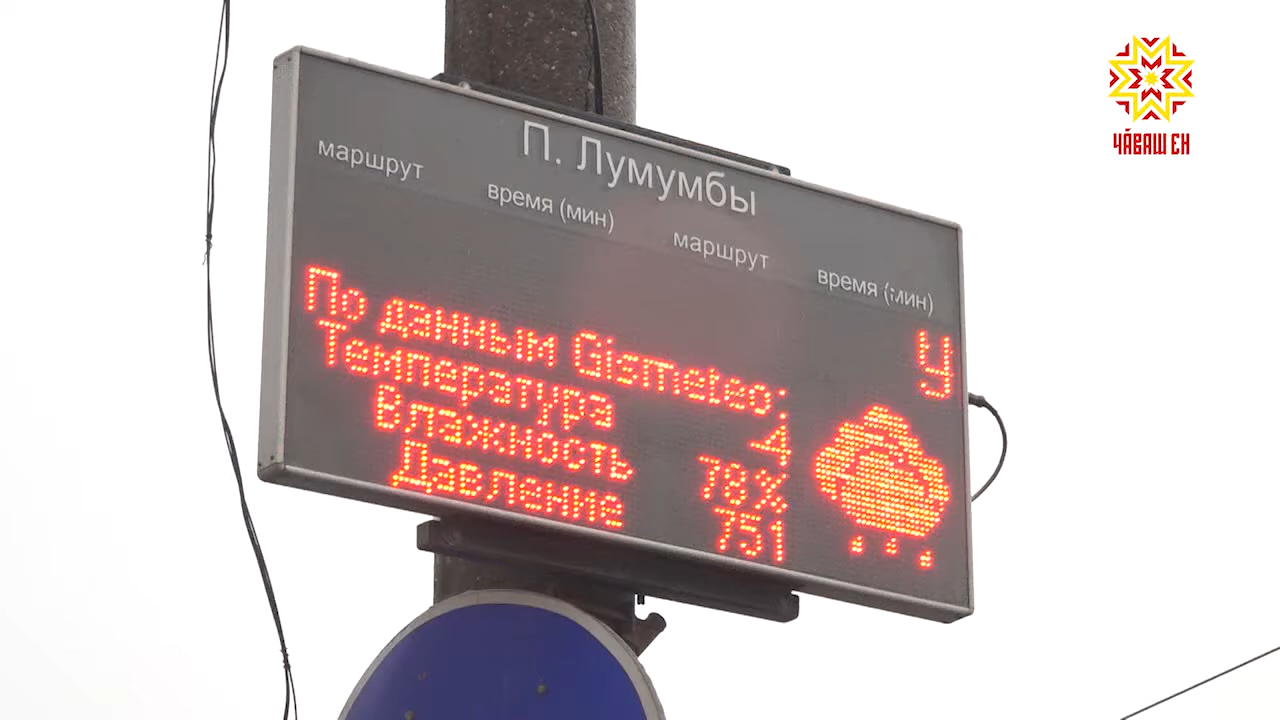 П. Лумумбы
маршрут время (мин) маршрут время (мин)
По данным Gismeteo: У
Температура 4
Влажность 78%
Давление 751
ЧӐВАШ ЕН